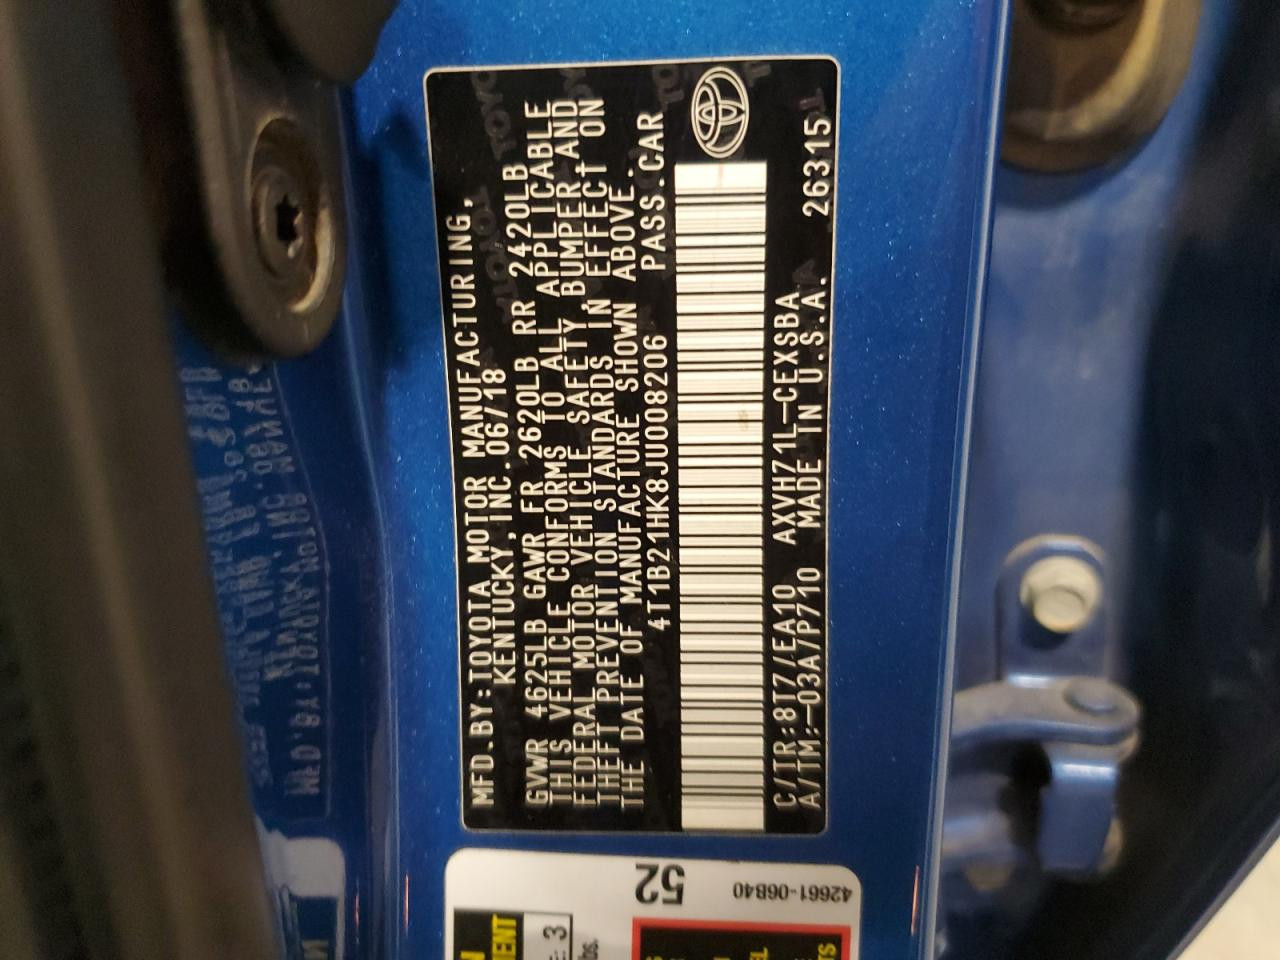 MFD.BY:TOYOTA MOTOR MANUFACTURING,
KENTUCKY,INC.06/18
GVWR 4625LB GAWR FR 2620LB RR 2420LB
THIS VEHICLE CONFORMS TO ALL APPLICABLE
FEDERAL MOTOR VEHICLE SAFETY,BUMPER AND
THEFT PREVENTION STANDARDS IN EFFECT ON
THE DATE OF MANUFACTURE SHOWN ABOVE.
4T1B21HK8JU008206 PASS.CAR
C/TR:8T7/EA10 AXVH71L-CEXSBA
A/TM:-03A/P710 MADE IN U.S.A. 26315
52
42661-06B40
3